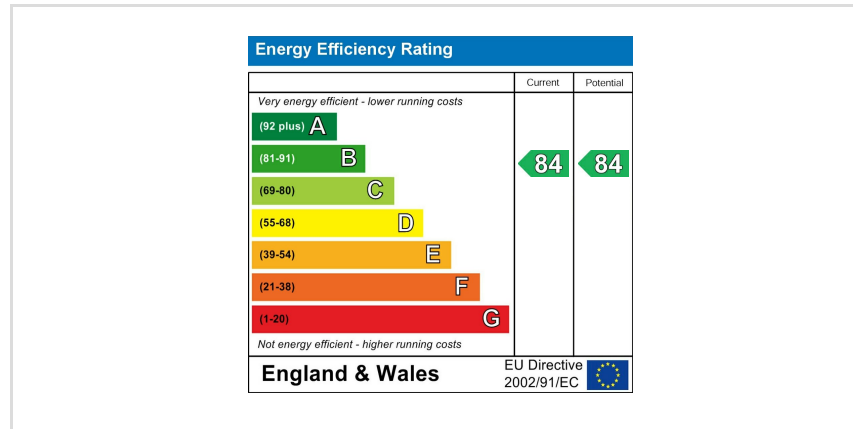 Energy Efficiency Rating
Current Potential
Very energy efficient - lower running costs
(92 plus) A
(81-91) B 84 84
(69-80) C
(55-68) D
(39-54) E
(21-38) F
(1-20) G
Not energy efficient - higher running costs
England & Wales
EU Directive
2002/91/EC